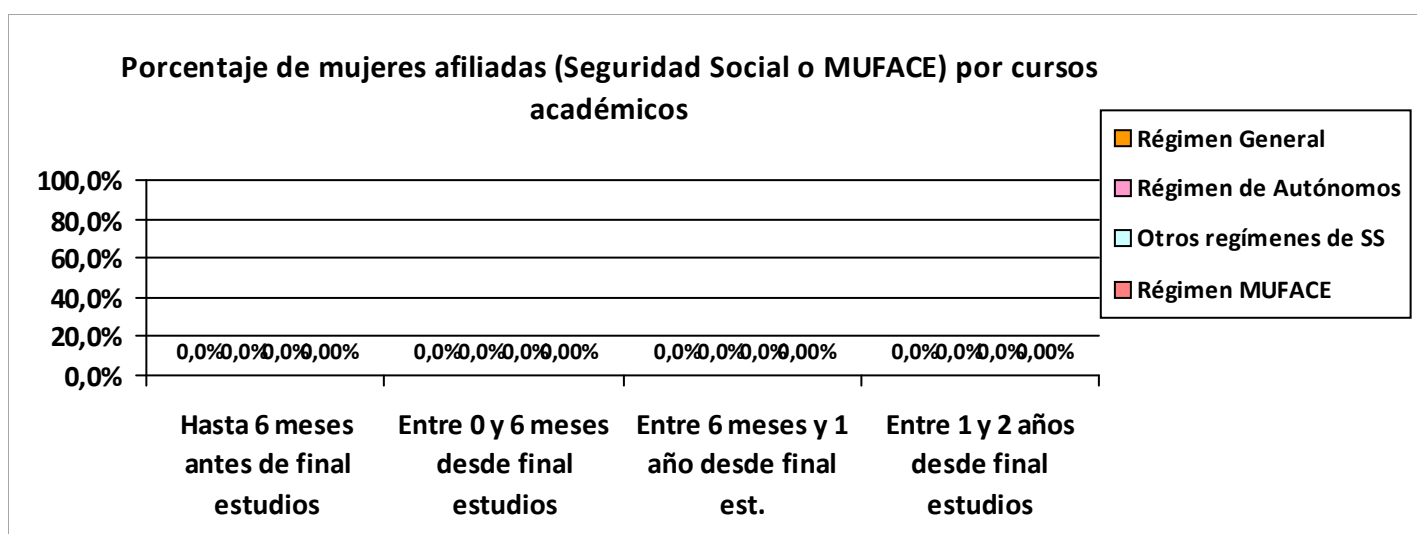 Porcentaje de mujeres afiliadas (Seguridad Social o MUFACE) por cursos
académicos
Régimen General
Régimen de Autónomos
Otros regímenes de SS
Régimen MUFACE
100,0%
80,0%
60,0%
40,0%
20,0%
0,0%
0,0% 0,0% 0,0% 0,00% 0,0% 0,0% 0,0% 0,00% 0,0% 0,0% 0,0% 0,00% 0,0% 0,0% 0,0% 0,00%
Hasta 6 meses
antes de final
estudios
Entre 0 y 6 meses
desde final
estudios
Entre 6 meses y 1
año desde final
est.
Entre 1 y 2 años
desde final
estudios